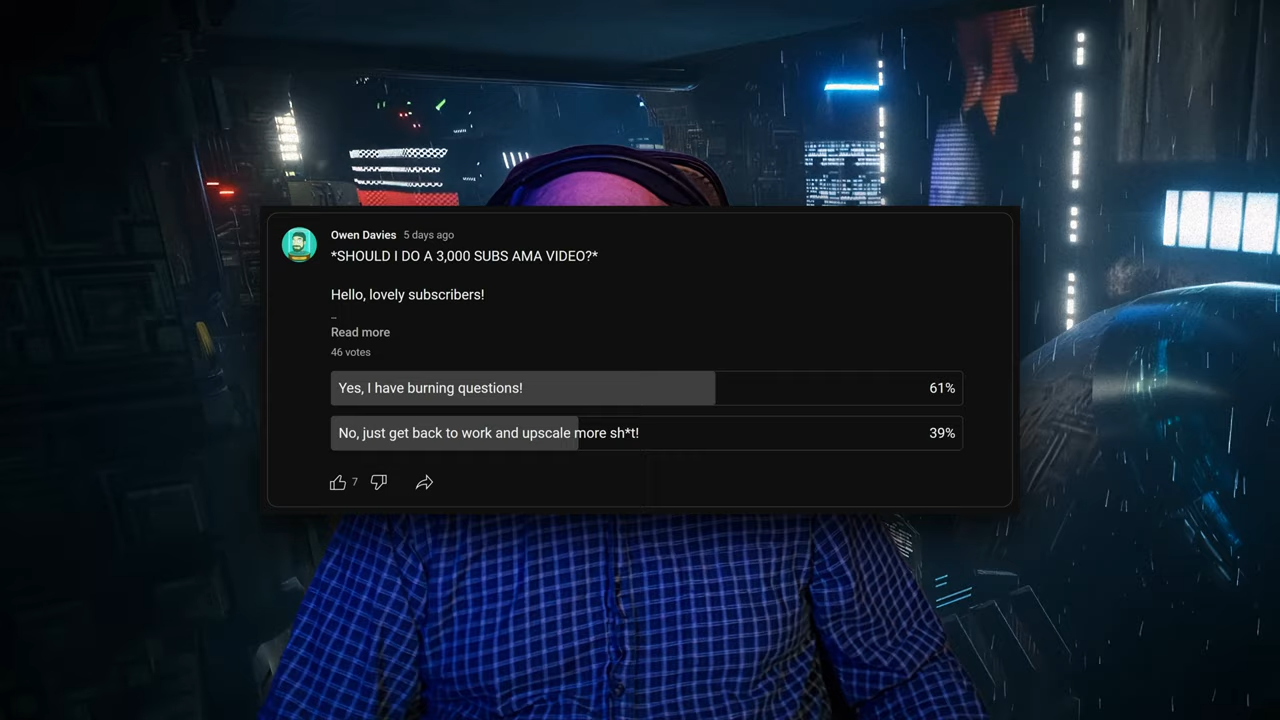 Owen Davies 5 days ago
*SHOULD I DO A 3,000 SUBS AMA VIDEO?*
Hello, lovely subscribers!
..
Read more
46 votes
Yes, I have burning questions! 61%
No, just get back to work and upscale more sh*t! 39%
7